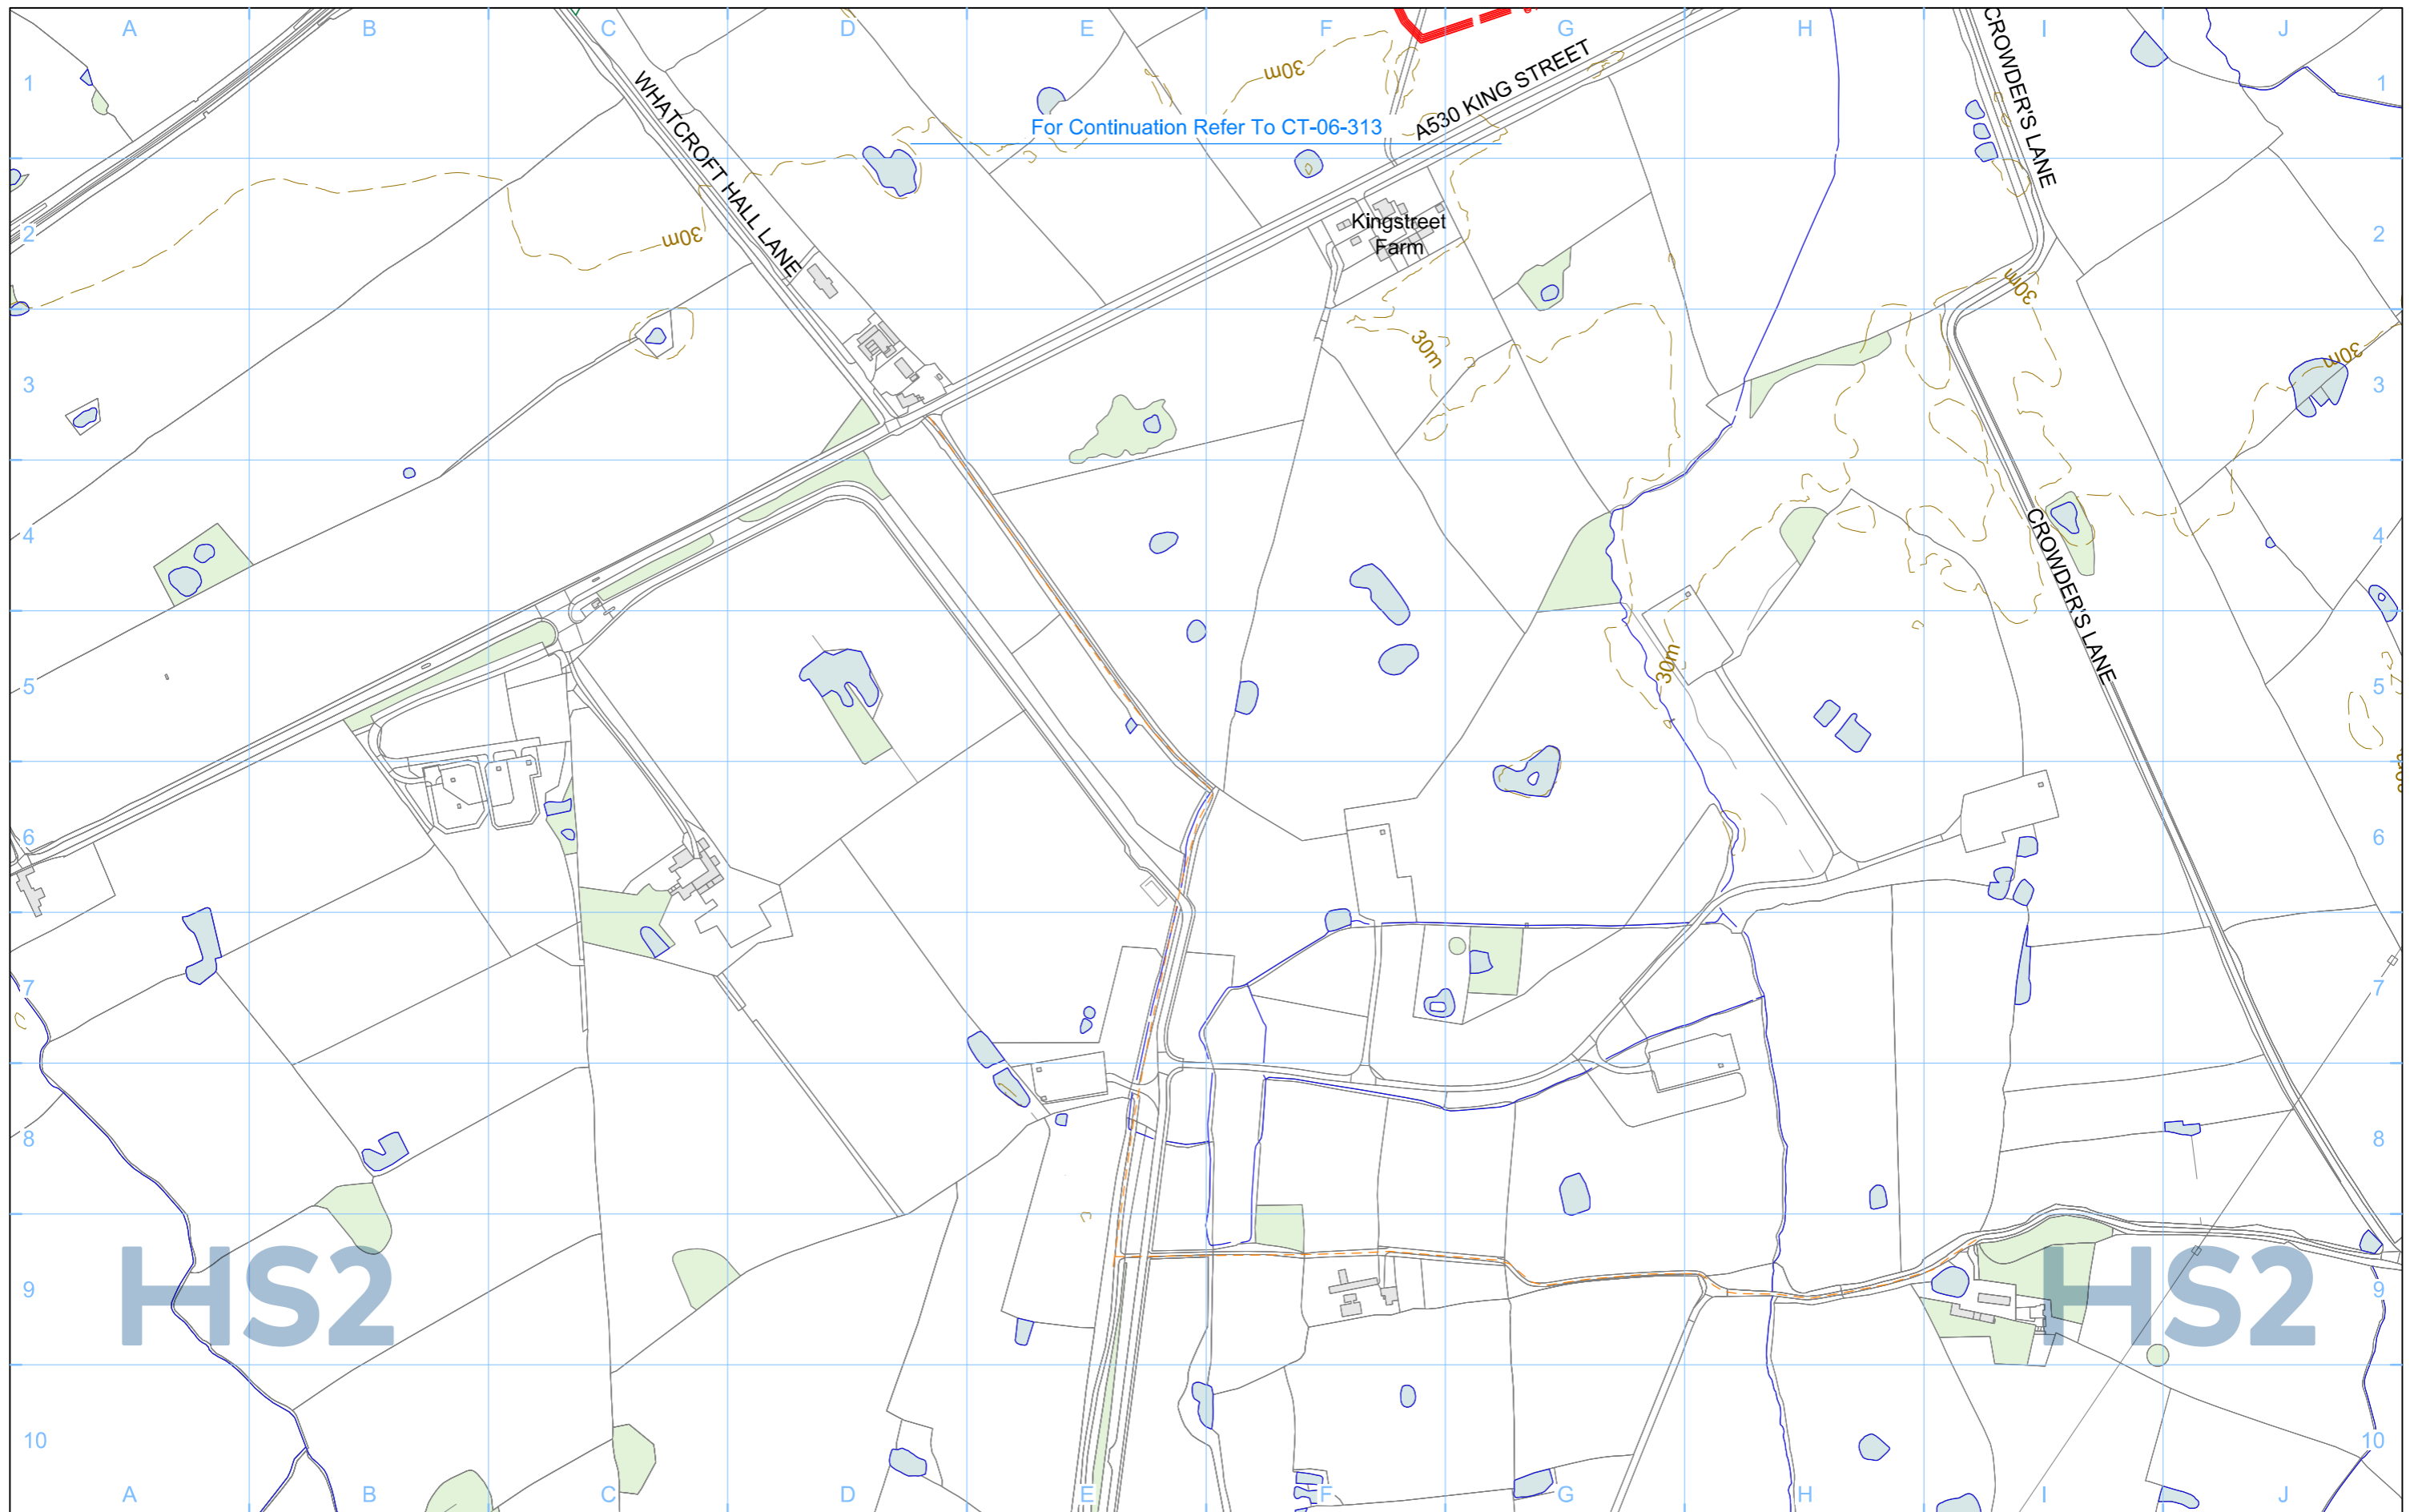 A B C D E F G H I J
1 1
30m
30m
A530 KING STREET
WHATCROFT HALL LANE
CROWDER'S LANE
For Continuation Refer To CT-06-313
2 2
Kingstreet
Farm
30m
30m
3 3
30m
30m
4 4
CROWDER'S LANE
5 5
30m
6 6
7 7
8 8
9 9
HS2 HS2
10 10
A B C D E F G H I J